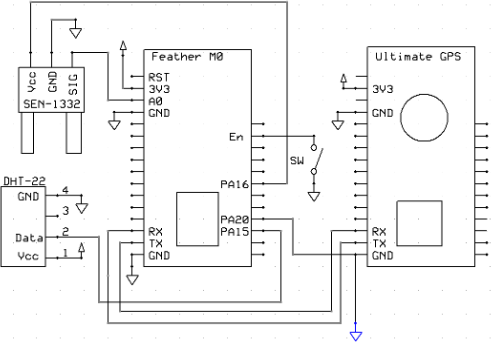 Vcc
GND
SIG
SEN-1332
Feather M0
RST
3V3
A0
GND
En
SW
PA16
PA20
PA15
RX
TX
GND
Ultimate GPS
3V3
GND
RX
TX
GND
DHT-22
GND 4
3
Data 2
Vcc 1